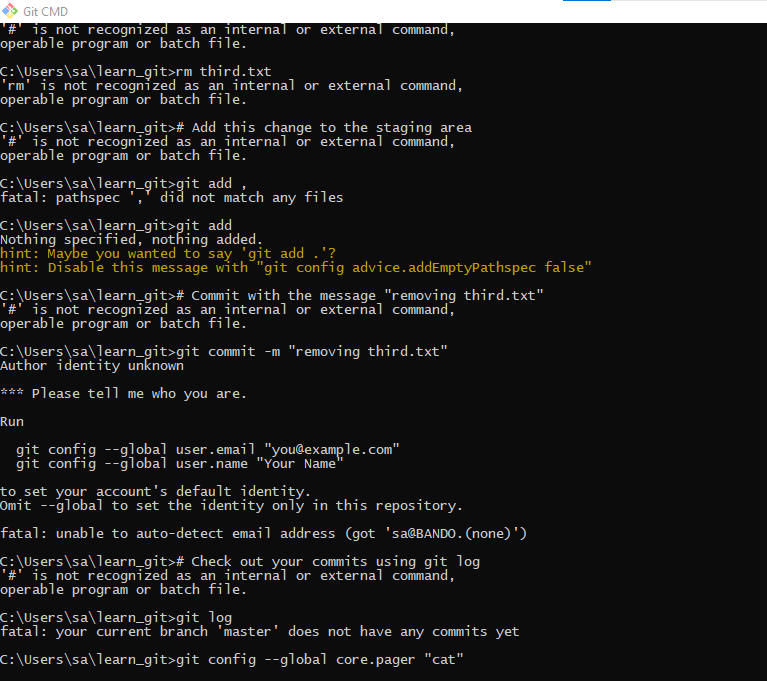 Git CMD
'#' is not recognized as an internal or external command,
operable program or batch file.
C:\Users\sa\learn_git>rm third.txt
'rm' is not recognized as an internal or external command,
operable program or batch file.
C:\Users\sa\learn_git># Add this change to the staging area
'#' is not recognized as an internal or external command,
operable program or batch file.
C:\Users\sa\learn_git>git add ,
fatal: pathspec ',' did not match any files
C:\Users\sa\learn_git>git add
Nothing specified, nothing added.
hint: Maybe you wanted to say 'git add .'?
hint: Disable this message with "git config advice.addEmptyPathspec false"
C:\Users\sa\learn_git># Commit with the message "removing third.txt"
'#' is not recognized as an internal or external command,
operable program or batch file.
C:\Users\sa\learn_git>git commit -m "removing third.txt"
Author identity unknown
*** Please tell me who you are.
Run
  git config --global user.email "you@example.com"
  git config --global user.name "Your Name"
to set your account's default identity.
Omit --global to set the identity only in this repository.
fatal: unable to auto-detect email address (got 'sa@BANDO.(none)')
C:\Users\sa\learn_git># Check out your commits using git log
'#' is not recognized as an internal or external command,
operable program or batch file.
C:\Users\sa\learn_git>git log
fatal: your current branch 'master' does not have any commits yet
C:\Users\sa\learn_git>git config --global core.pager "cat"